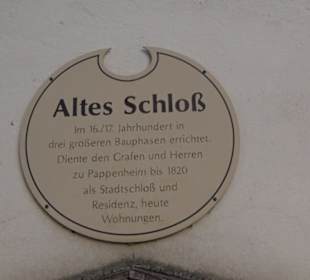 Altes Schloß
Im 16./17. Jahrhundert in
drei größeren Bauphasen errichtet.
Diente den Grafen und Herren
zu Pappenheim bis 1820
als Stadtschloß und
Residenz, heute
Wohnungen.